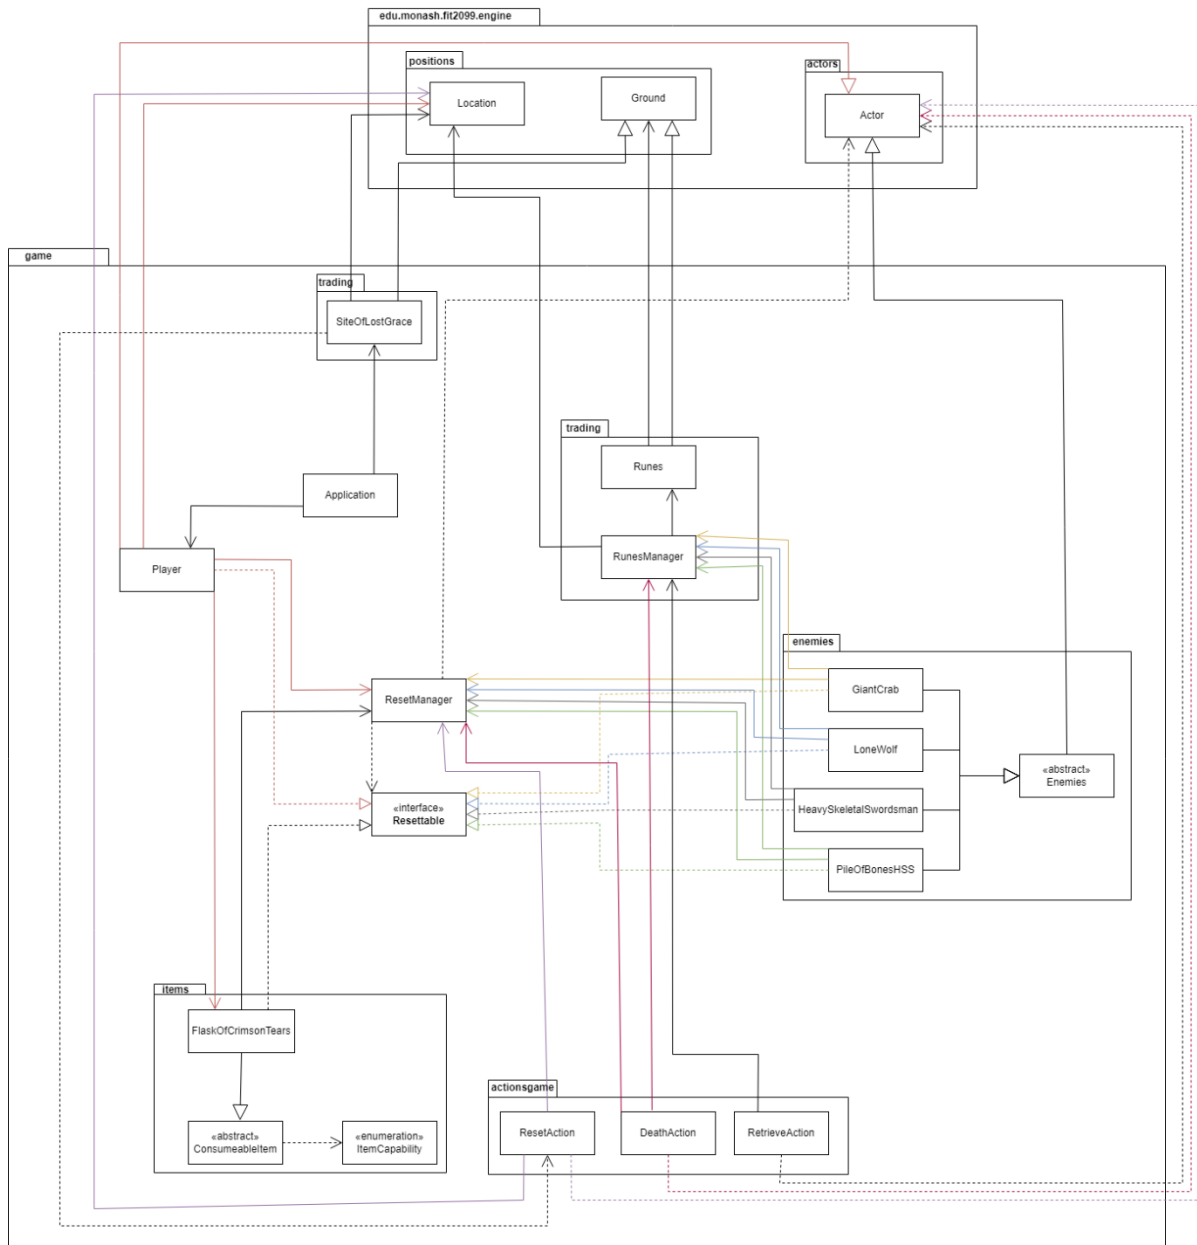 edu.monash.fit2099.engine
positions
actors
Location
Ground
Actor
game
trading
SiteOfLostGrace
trading
Runes
Application
RunesManager
Player
enemies
GiantCrab
ResetManager
LoneWolf
«abstract»
Enemies
«interface»
Resettable
HeavySkeletalSwordsman
PileOfBonesHSS
items
FlaskOfCrimsonTears
actionsgame
«abstract»
ConsumeableItem
«enumeration»
ItemCapability
ResetAction
DeathAction
RetrieveAction